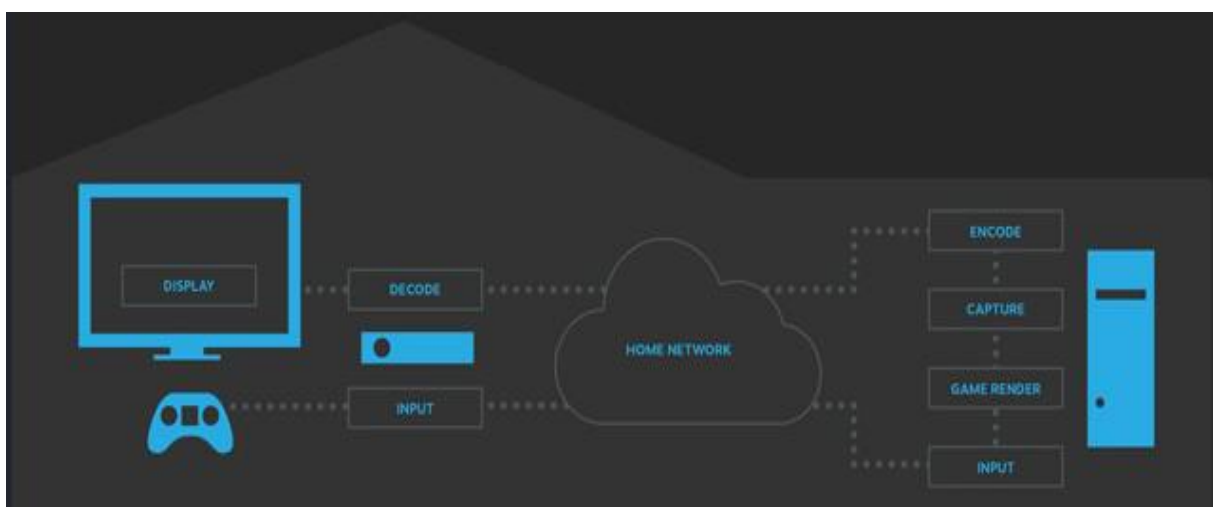 DISPLAY
DECODE
INPUT
HOME NETWORK
ENCODE
CAPTURE
GAME RENDER
INPUT